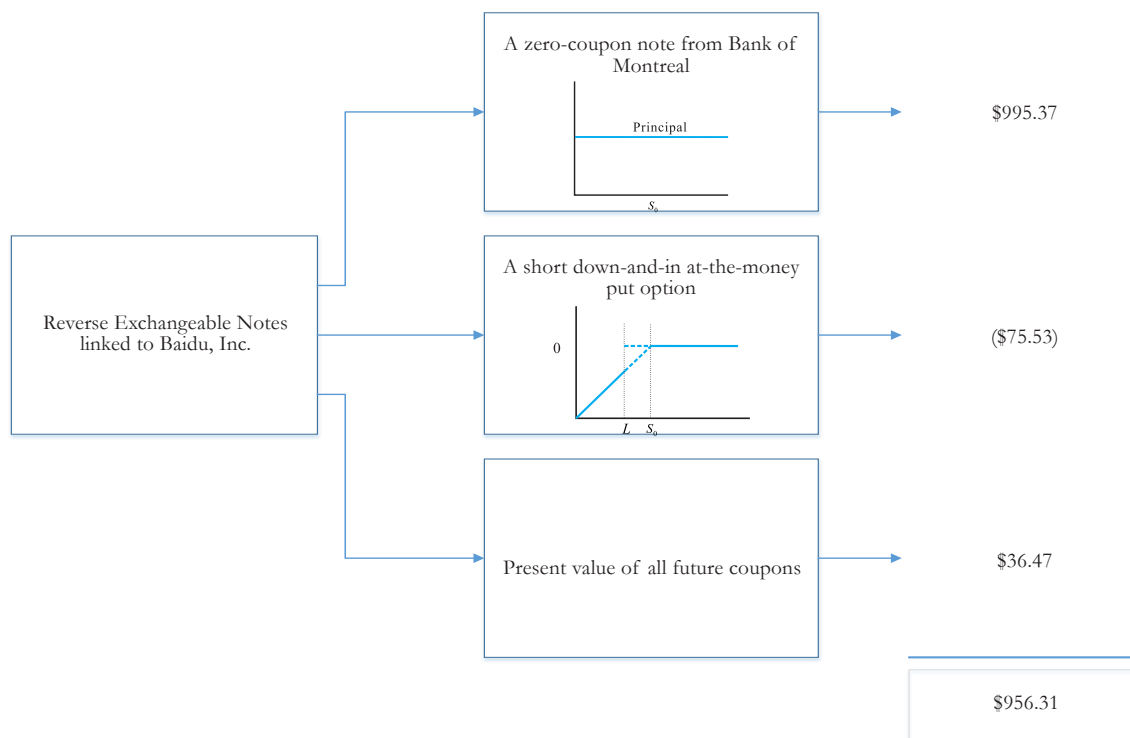 A zero-coupon note from Bank of
Montreal
Principal
S₀
$995.37
Reverse Exchangeable Notes
linked to Baidu, Inc.
A short down-and-in at-the-money
put option
0
L S₀
($75.53)
Present value of all future coupons
$36.47
$956.31